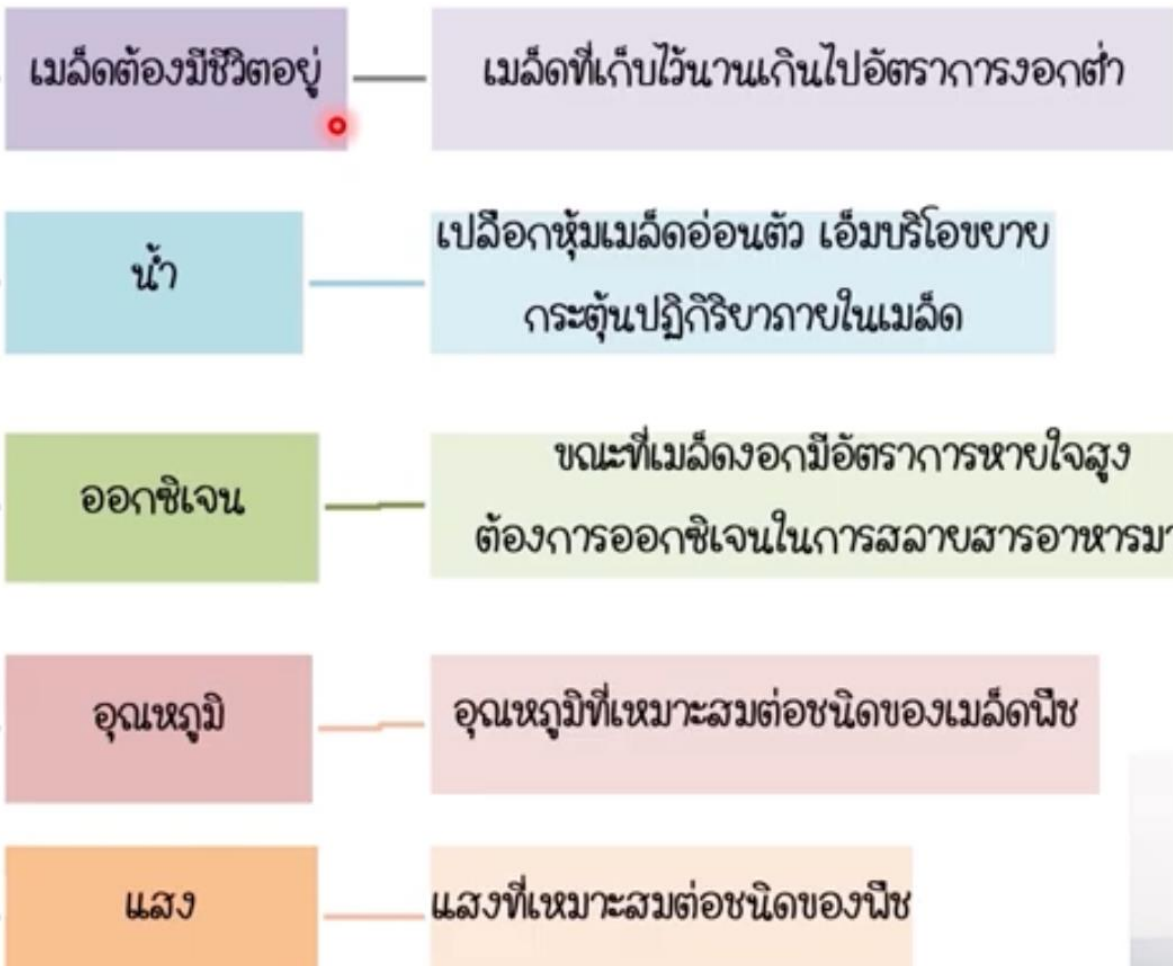 เมล็ดต้องมีชีวิตอยู่
เมล็ดที่เก็บไว้นานเกินไปอัตราการงอกต่ำ
น้ำ
เปลือกหุ้มเมล็ดอ่อนตัว เอ็มบริโอขยาย
กระตุ้นปฏิกิริยาภายในเมล็ด
ออกซิเจน
ขณะที่เมล็ดงอกมีอัตราการหายใจสูง
ต้องการออกซิเจนในการสลายสารอาหาร
อุณหภูมิ
อุณหภูมิที่เหมาะสมต่อชนิดของเมล็ดพืช
แสง
แสงที่เหมาะสมต่อชนิดของพืช